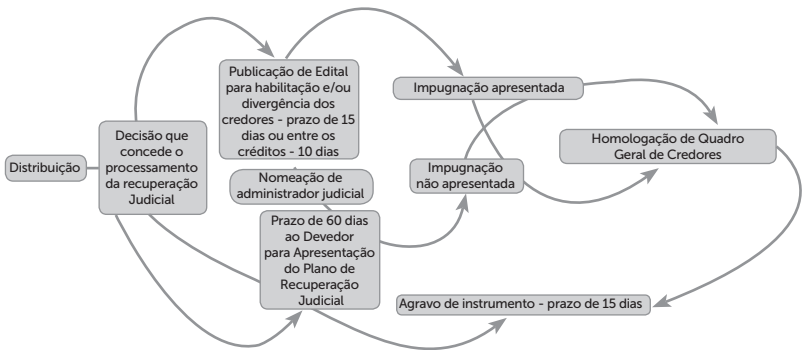 Distribuição
Decisão que
concede o
processamento
da recuperação
Judicial
Publicação de Edital
para habilitação e/ou
divergência dos
credores - prazo de 15
dias ou entre os
créditos - 10 dias
Nomeação de
administrador judicial
Prazo de 60 dias
ao Devedor
para Apresentação
do Plano de
Recuperação
Judicial
Impugnação apresentada
Impugnação
não apresentada
Homologação de Quadro
Geral de Credores
Agravo de instrumento - prazo de 15 dias